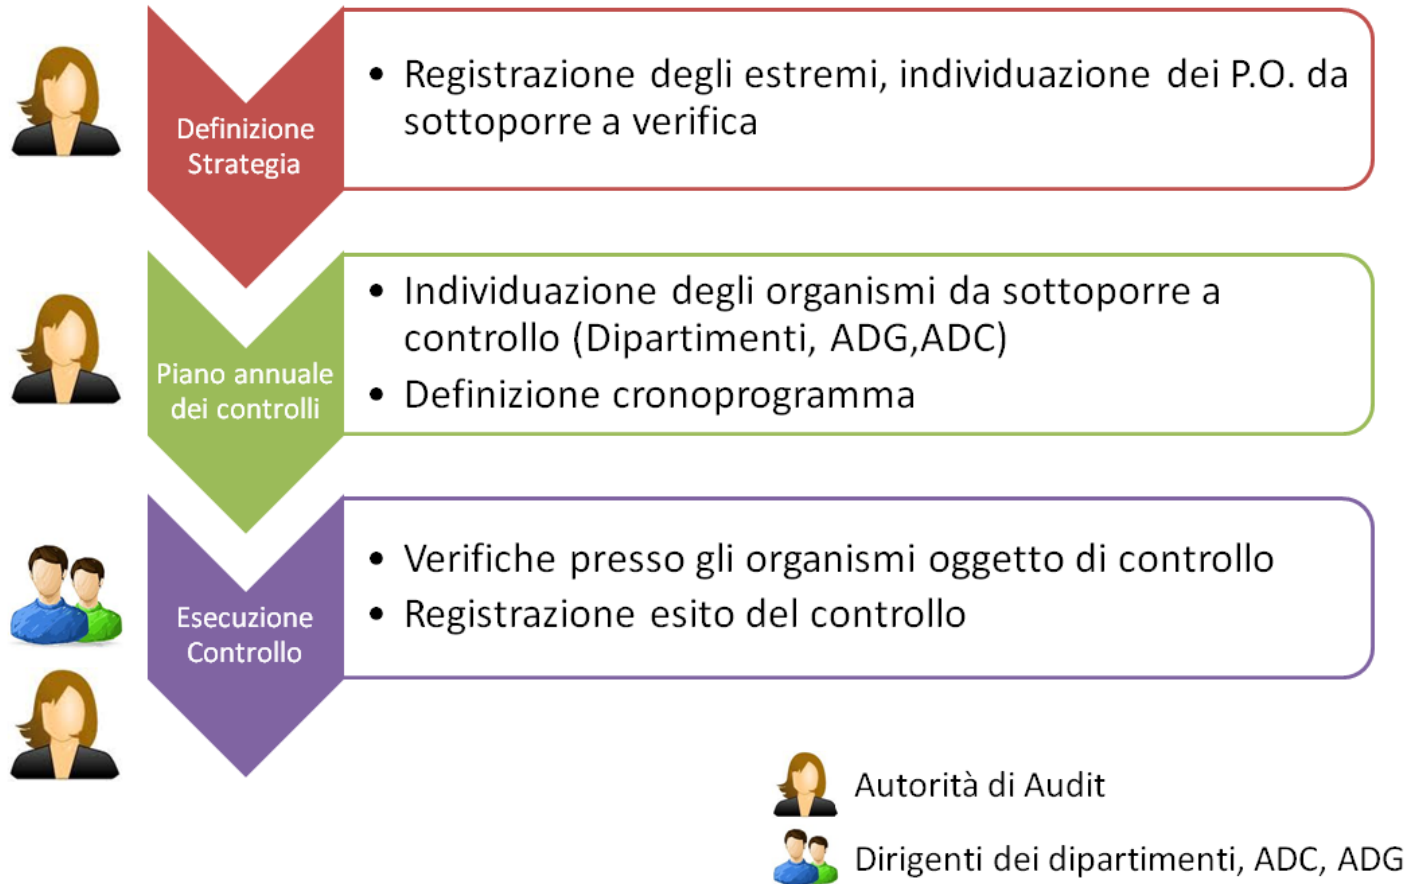 Definizione
Strategia
• Registrazione degli estremi, individuazione dei P.O. da
sottoporre a verifica
Piano annuale
dei controlli
• Individuazione degli organismi da sottoporre a
controllo (Dipartimenti, ADG,ADC)
• Definizione cronoprogramma
Esecuzione
Controllo
• Verifiche presso gli organismi oggetto di controllo
• Registrazione esito del controllo
Autorità di Audit
Dirigenti dei dipartimenti, ADC, ADG